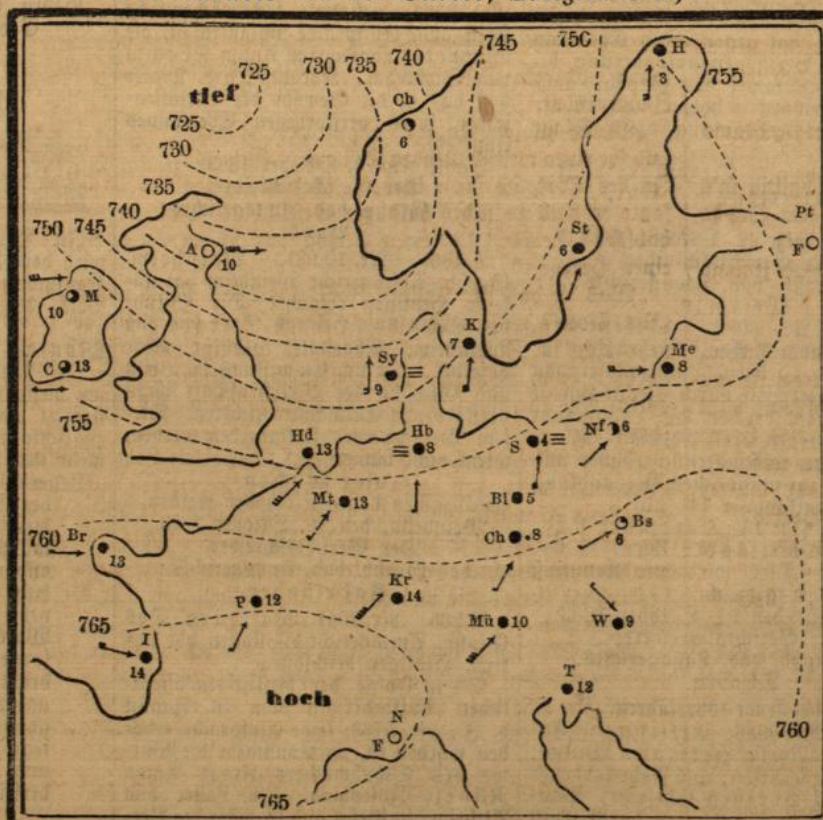 745
750
H
3
740
735
730
725
tief
Ch
6
755
725
730
735
740
745
750
A
10
St
6
Pt
F
M
10
C
13
K
7
Sy
9
Me
8
755
Hd
13
Hb
8
S
4
Nf
6
Mt
13
Bl
5
Ch
8
Bs
6
760
Br
13
P
12
Kr
14
Mü
10
W
9
765
I
14
T
12
hoch
N
F
760
765